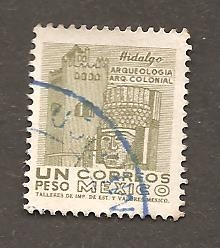 Hidalgo
ARQUEOLOGIA
ARQ. COLONIAL
UN CORREOS
PESO MEXICO
TALLERES DE IMP. DE EST. Y VALORES-MEXICO.